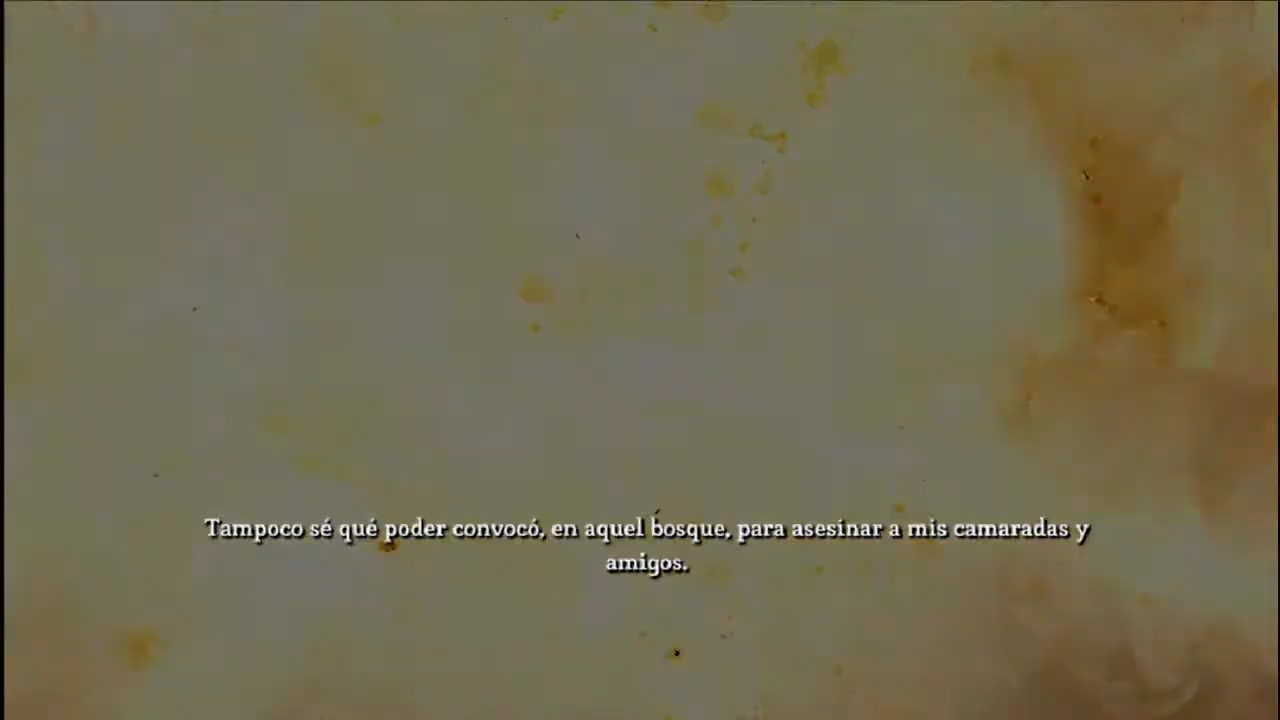 Tampoco sé qué poder convocó, en aquel bosque, para asesinar a mis camaradas y
amigos.